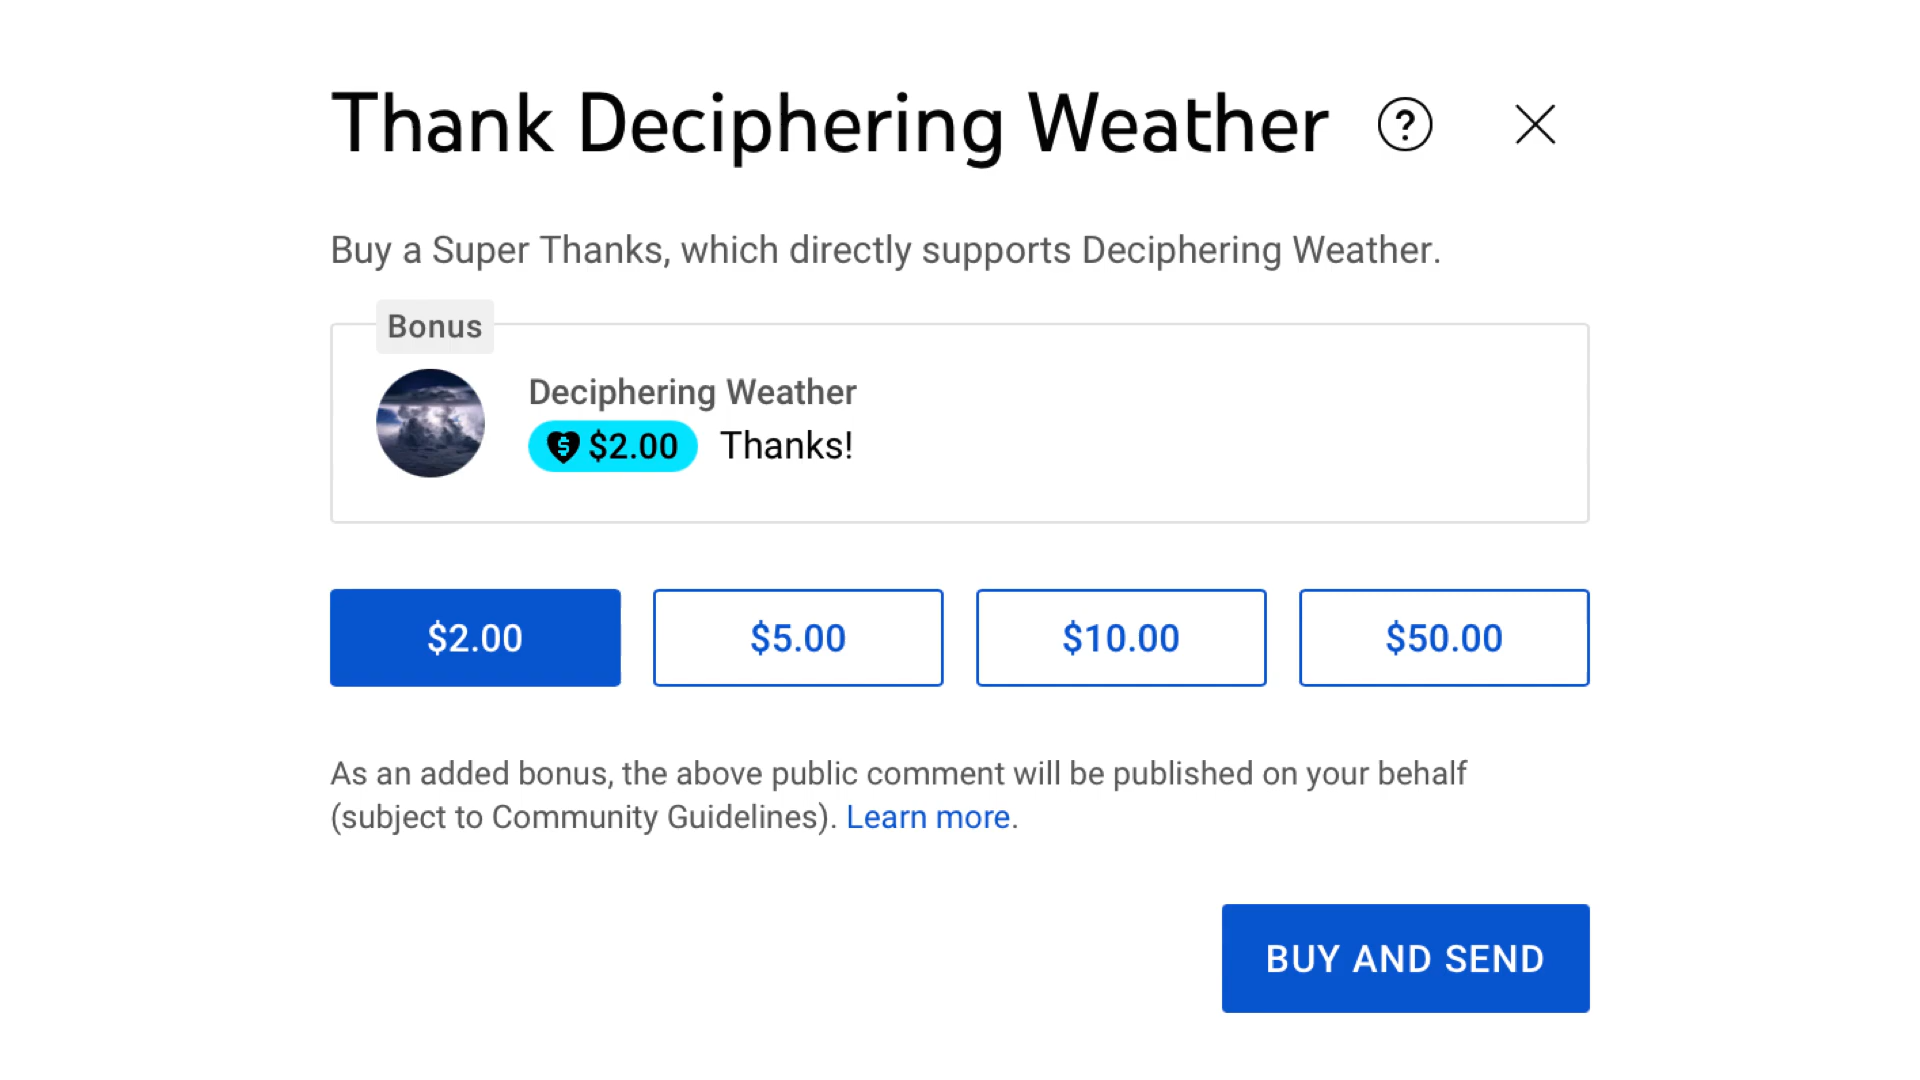 Thank Deciphering Weather ?
Buy a Super Thanks, which directly supports Deciphering Weather.
Bonus
Deciphering Weather
$ $2.00 Thanks!
$2.00 $5.00 $10.00 $50.00
As an added bonus, the above public comment will be published on your behalf
(subject to Community Guidelines). Learn more.
BUY AND SEND